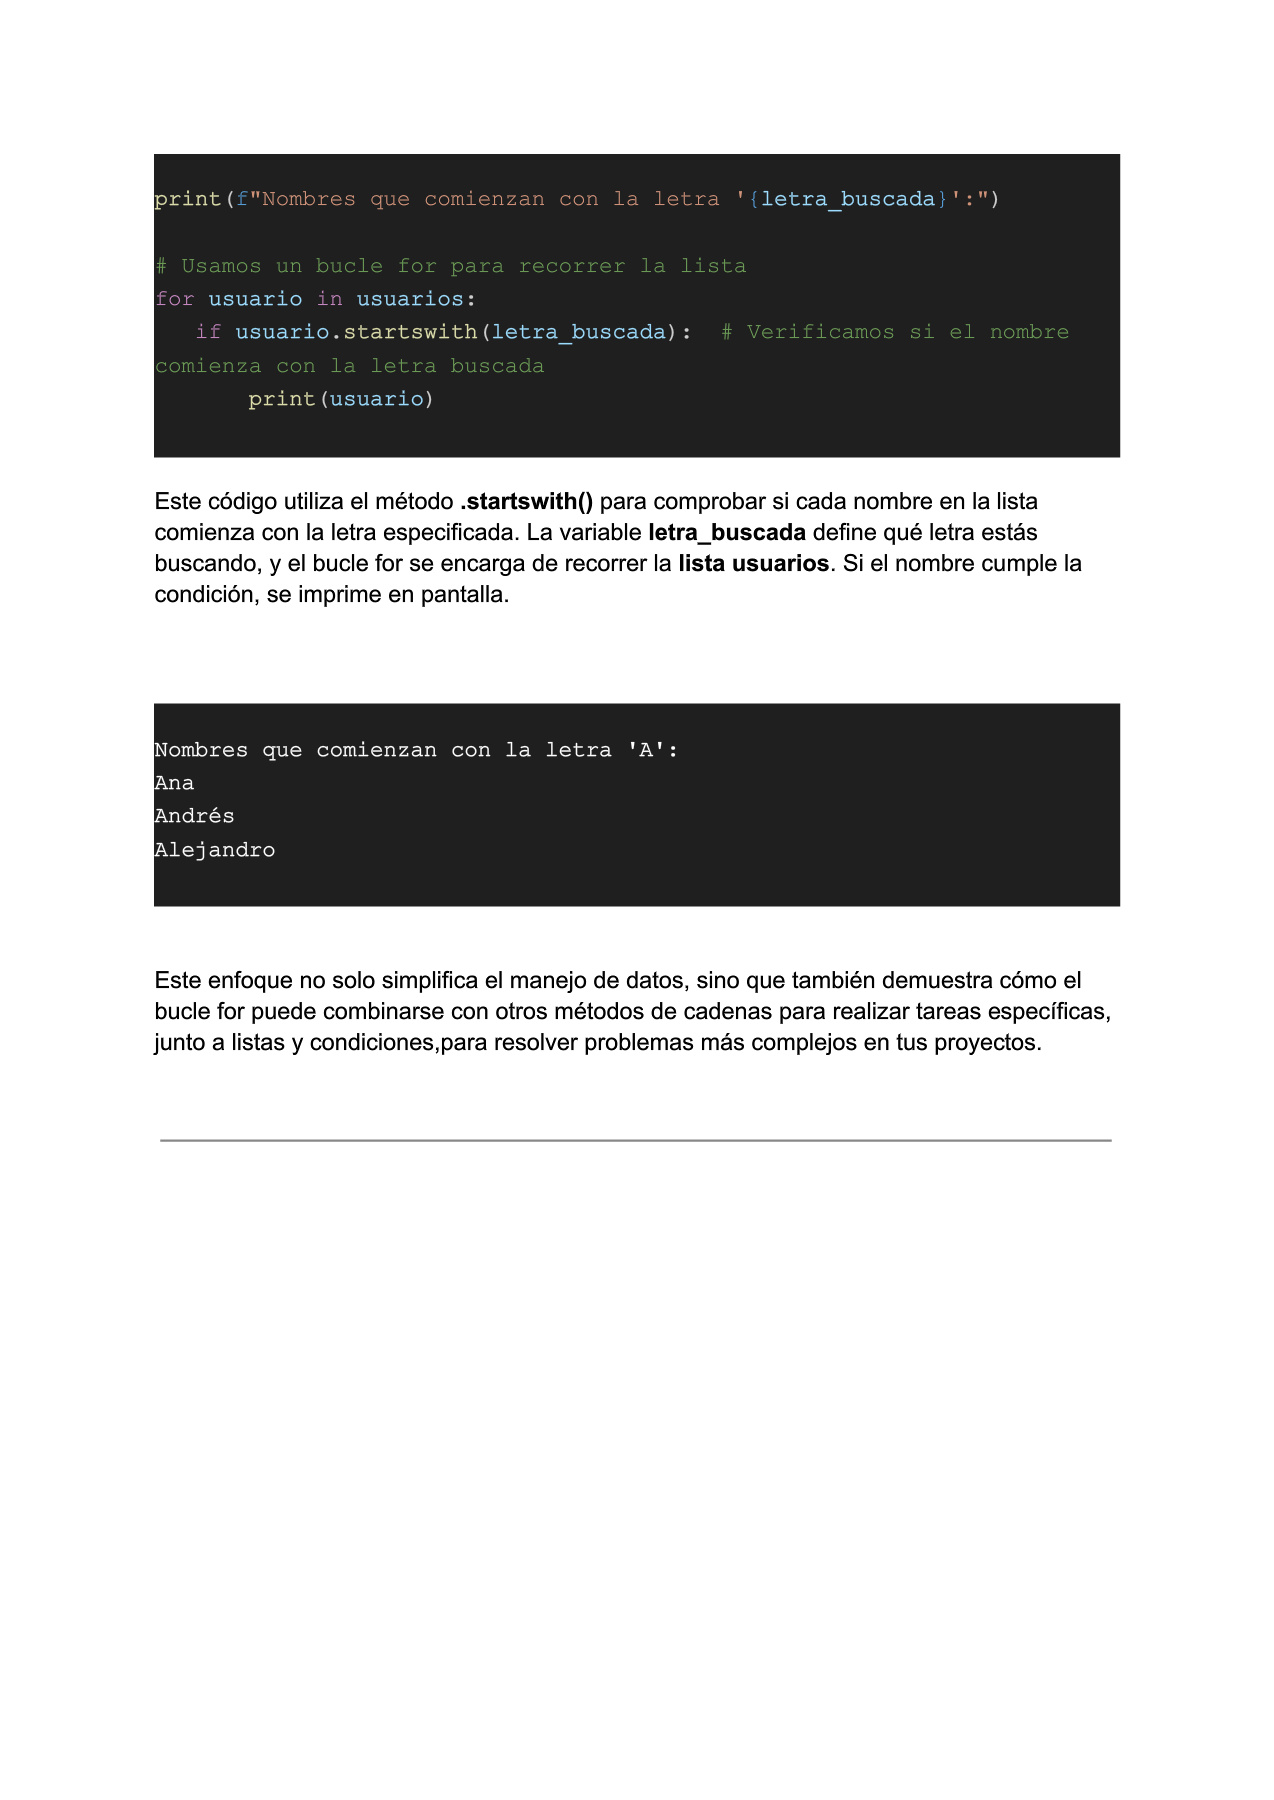 print(f"Nombres que comienzan con la letra '{letra_buscada}':")
# Usamos un bucle for para recorrer la lista
for usuario in usuarios:
   if usuario.startswith(letra_buscada):  # Verificamos si el nombre
comienza con la letra buscada
       print(usuario)
Este código utiliza el método .startswith() para comprobar si cada nombre en la lista
comienza con la letra especificada. La variable letra_buscada define qué letra estás
buscando, y el bucle for se encarga de recorrer la lista usuarios. Si el nombre cumple la
condición, se imprime en pantalla.
Nombres que comienzan con la letra 'A':
Ana
Andrés
Alejandro
Este enfoque no solo simplifica el manejo de datos, sino que también demuestra cómo el
bucle for puede combinarse con otros métodos de cadenas para realizar tareas específicas,
junto a listas y condiciones,para resolver problemas más complejos en tus proyectos.